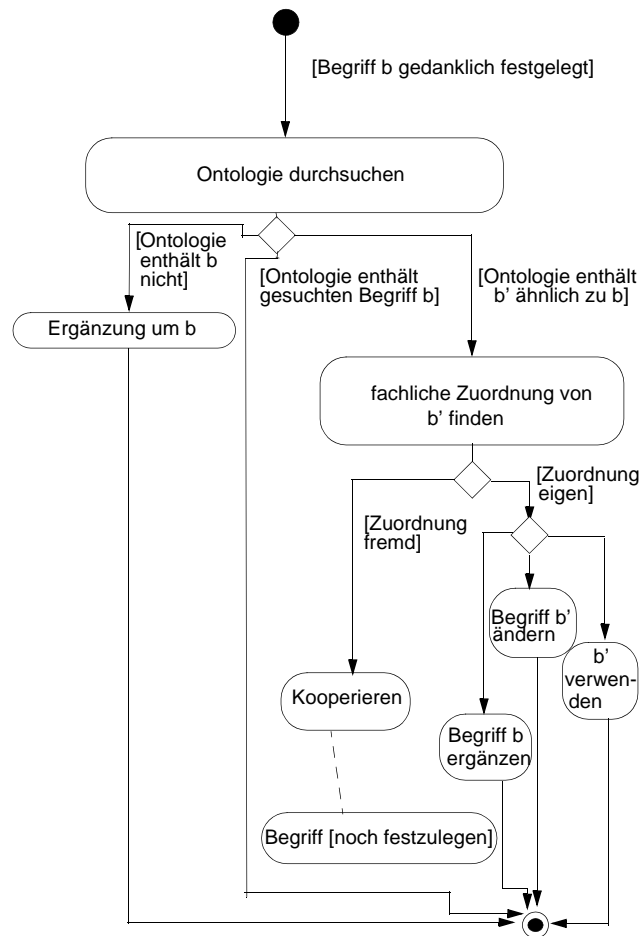 [Begriff b gedanklich festgelegt]
Ontologie durchsuchen
[Ontologie
enthält b
nicht]
[Ontologie enthält
gesuchten Begriff b]
[Ontologie enthält
b’ ähnlich zu b]
Ergänzung um b
fachliche Zuordnung von
b’ finden
[Zuordnung
eigen]
[Zuordnung
fremd]
Begriff b’
ändern
b’
verwen-
den
Kooperieren
Begriff b
ergänzen
Begriff [noch festzulegen]